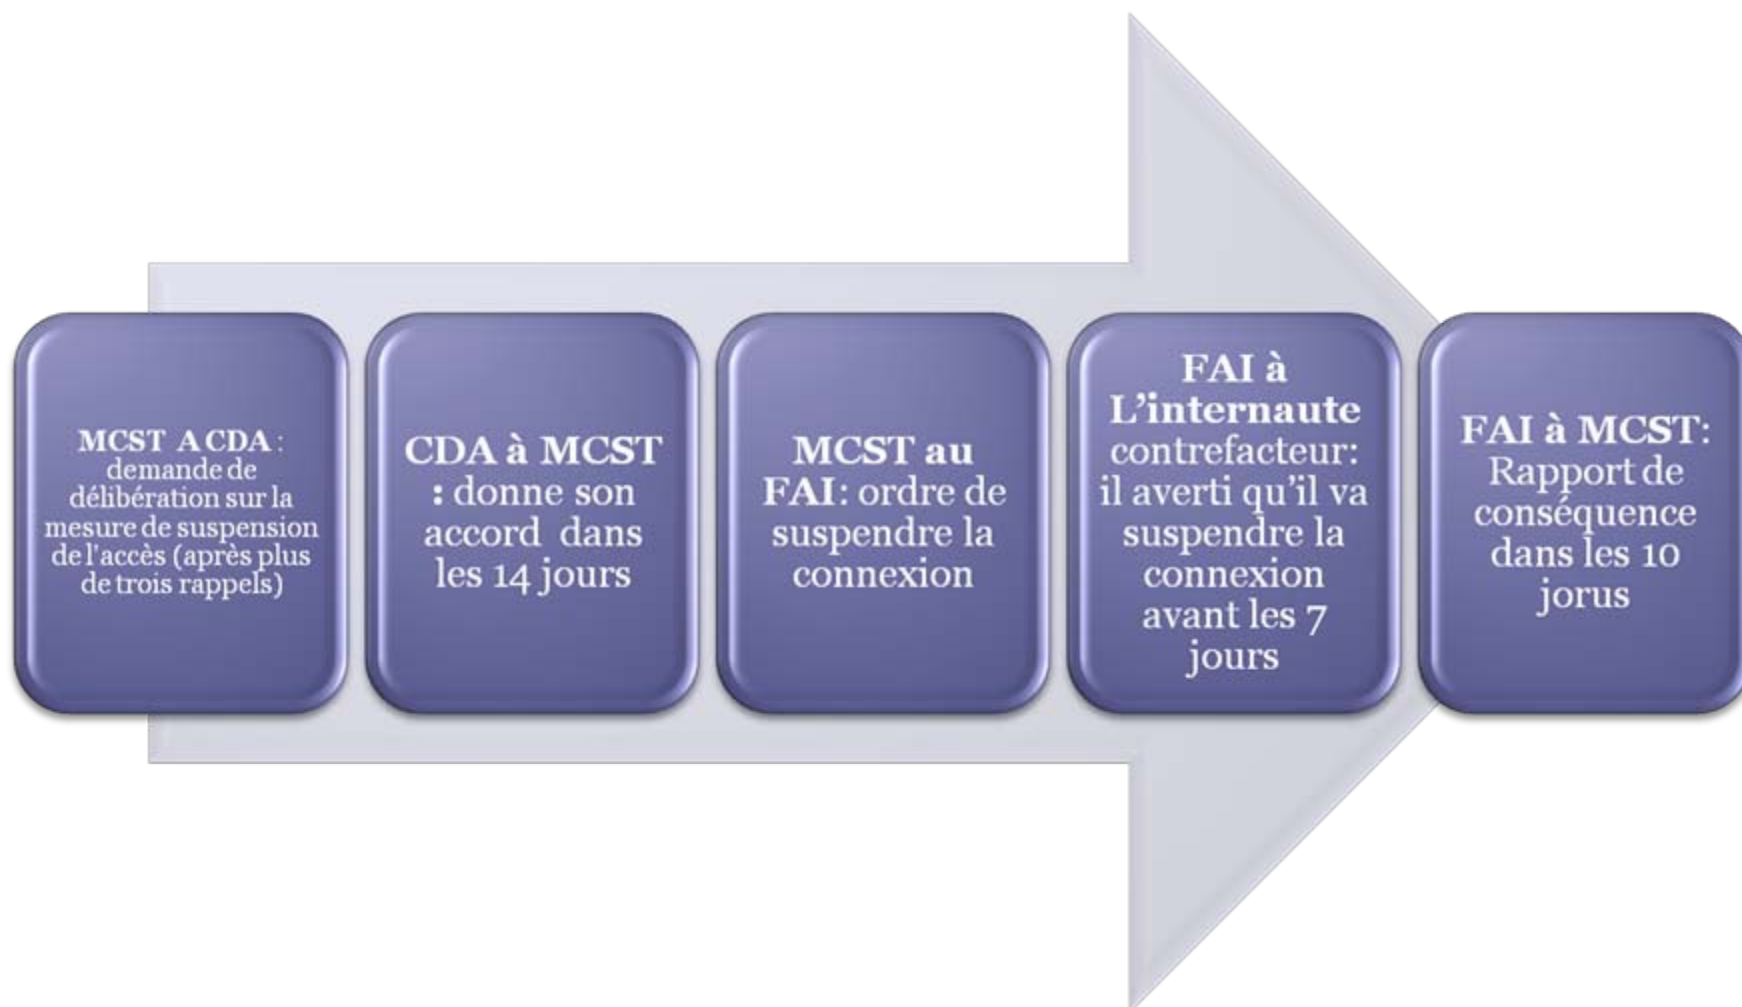 MCST A CDA :
demande de
délibération sur la
mesure de suspension
de l'accès (après plus
de trois rappels)
CDA à MCST
: donne son
accord dans
les 14 jours
MCST au
FAI: ordre de
suspendre la
connexion
FAI à
L'internaute
contrefacteur:
il averti qu'il va
suspendre la
connexion
avant les 7
jours
FAI à MCST:
Rapport de
conséquence
dans les 10
jorus